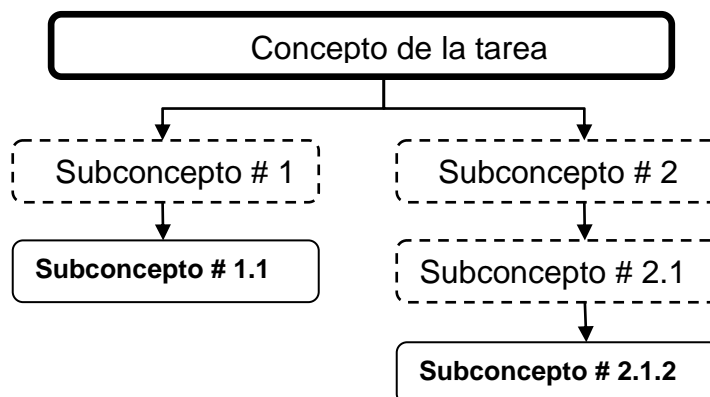 Concepto de la tarea
Subconcepto # 1
Subconcepto # 2
Subconcepto # 1.1
Subconcepto # 2.1
Subconcepto # 2.1.2